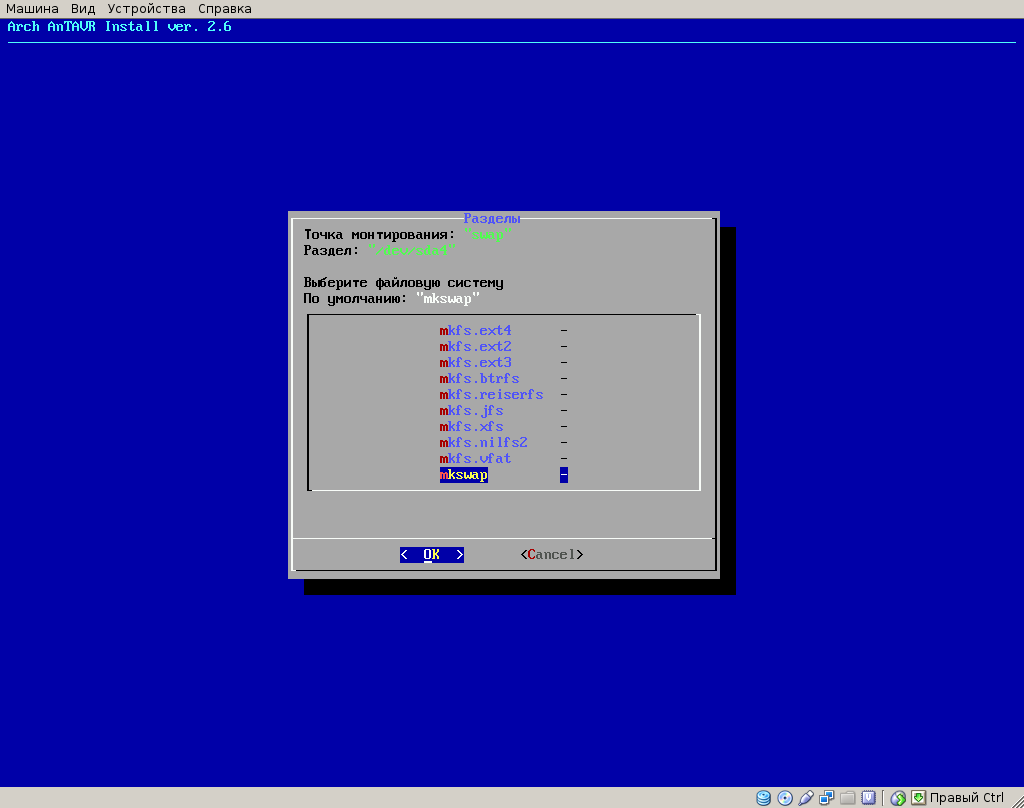 Машина Вид Устройства Справка
Arch AnTAVR Install ver. 2.6
Разделы
Точка монтирования: "swap"
Раздел: "/dev/sda4"
Выберите файловую систему
По умолчанию: "mkswap"
mkfs.ext4 -
mkfs.ext2 -
mkfs.ext3 -
mkfs.btrfs -
mkfs.reiserfs -
mkfs.jfs -
mkfs.xfs -
mkfs.nilfs2 -
mkfs.vfat -
mkswap -
< OK > <Cancel>
Правый Ctrl